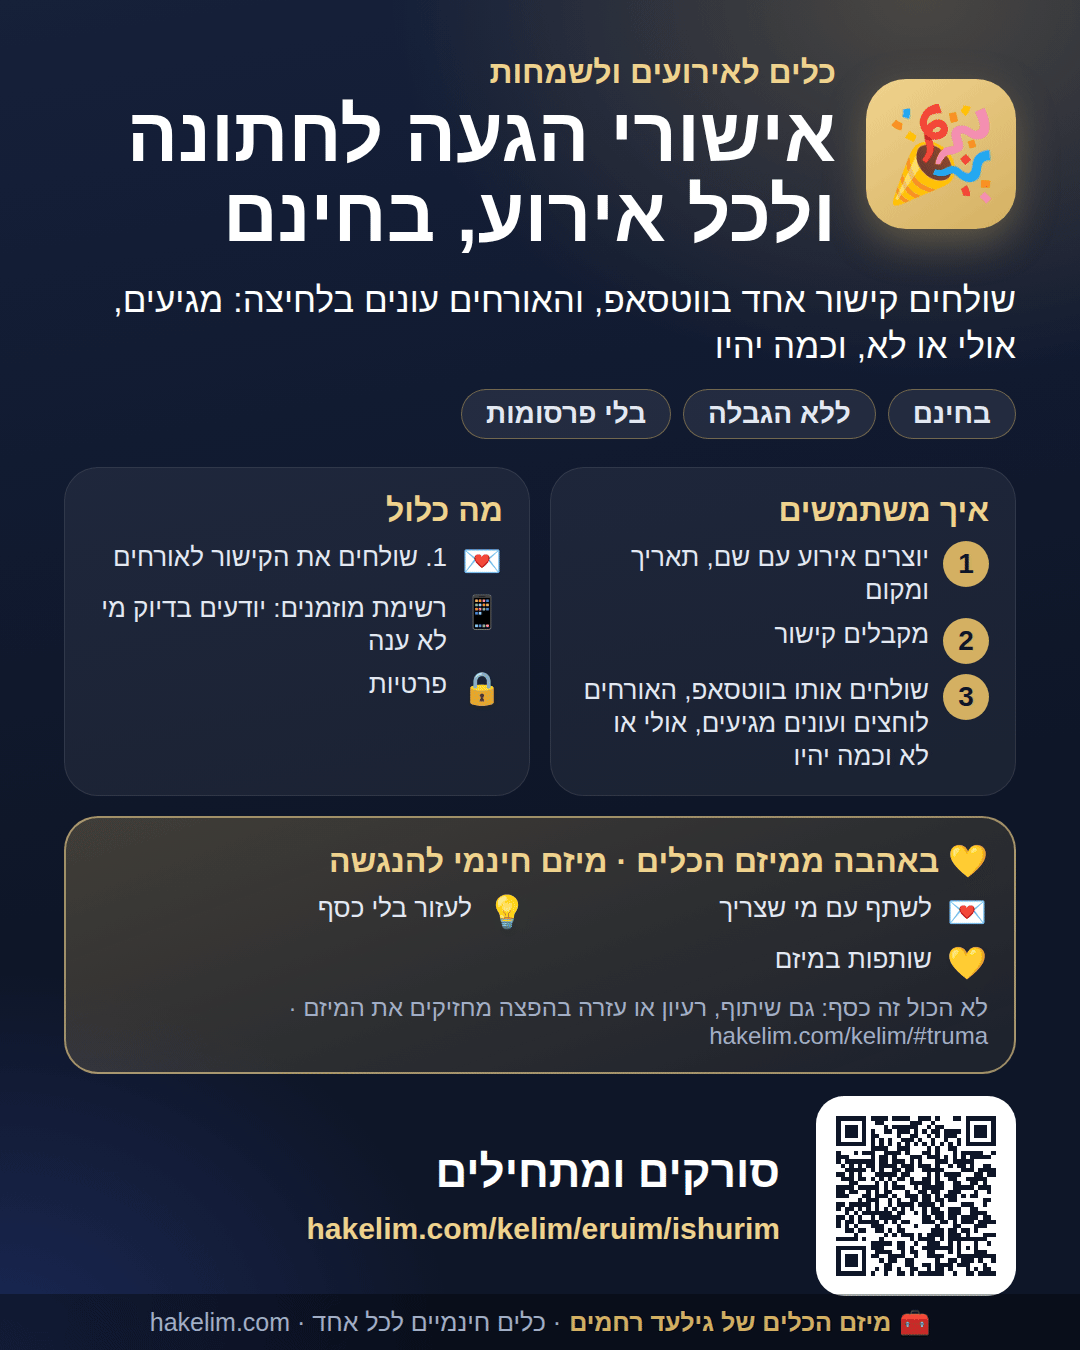 כלים לאירועים ולשמחות
אישורי הגעה לחתונה
ולכל אירוע, בחינם
שולחים קישור אחד בווטסאפ, והאורחים עונים בלחיצה: מגיעים,
אולי או לא, וכמה יהיו
בחינם
ללא הגבלה
בלי פרסומות
איך משתמשים
1 יוצרים אירוע עם שם, תאריך
ומקום
2 מקבלים קישור
3 שולחים אותו בווטסאפ, האורחים
לוחצים ועונים מגיעים, אולי או
לא וכמה יהיו
מה כלול
1. שולחים את הקישור לאורחים
רשימת מוזמנים: יודעים בדיוק מי
לא ענה
פרטיות
באהבה ממיזם הכלים · מיזם חינמי להנגשה
לשתף עם מי שצריך
לעזור בלי כסף
שותפות במיזם
לא הכול זה כסף: גם שיתוף, רעיון או עזרה בהפצה מחזיקים את המיזם ·
hakelim.com/kelim/#truma
סורקים ומתחילים
hakelim.com/kelim/eruim/ishurim
מיזם הכלים של גילעד רחמים · כלים חינמיים לכל אחד · hakelim.com